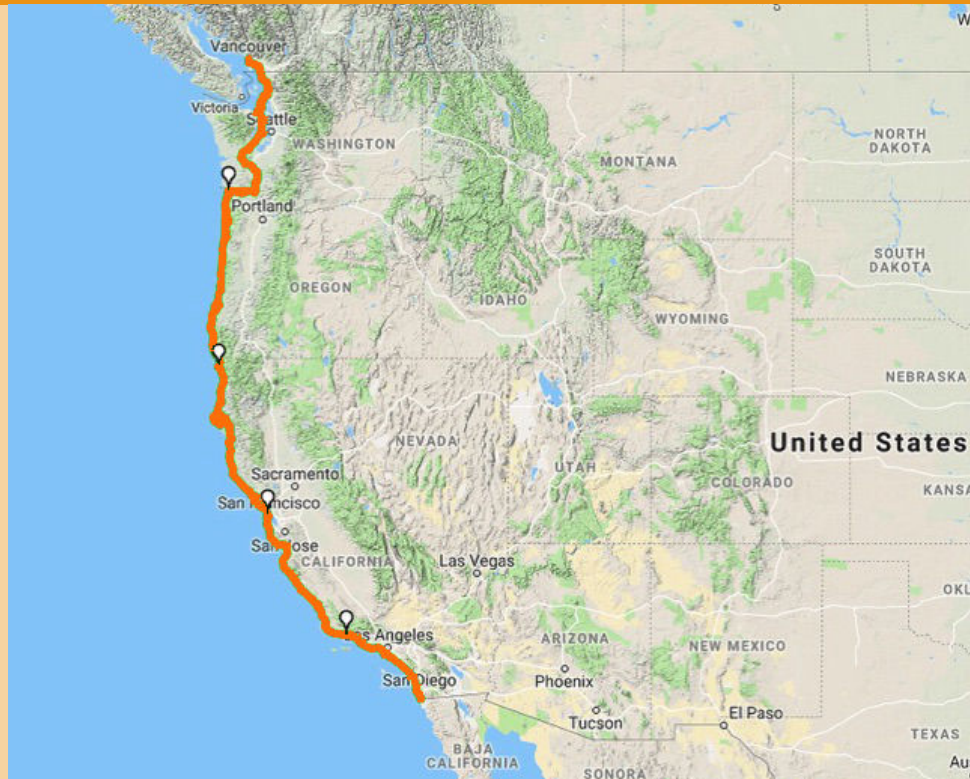 W
Vancouver
Victoria
Seattle
WASHINGTON
NORTH
DAKOTA
MONTANA
Portland
SOUTH
DAKOTA
OREGON
IDAHO
WYOMING
NEBRASKA
NEVADA
United States
Sacramento
UTAH
COLORADO
KANSA
San Francisco
San Jose
CALIFORNIA
Las Vegas
OKL
Los Angeles
ARIZONA
NEW MEXICO
San Diego
Phoenix
El Paso
Tucson
TEXAS
BAJA
CALIFORNIA
Au
SONORA